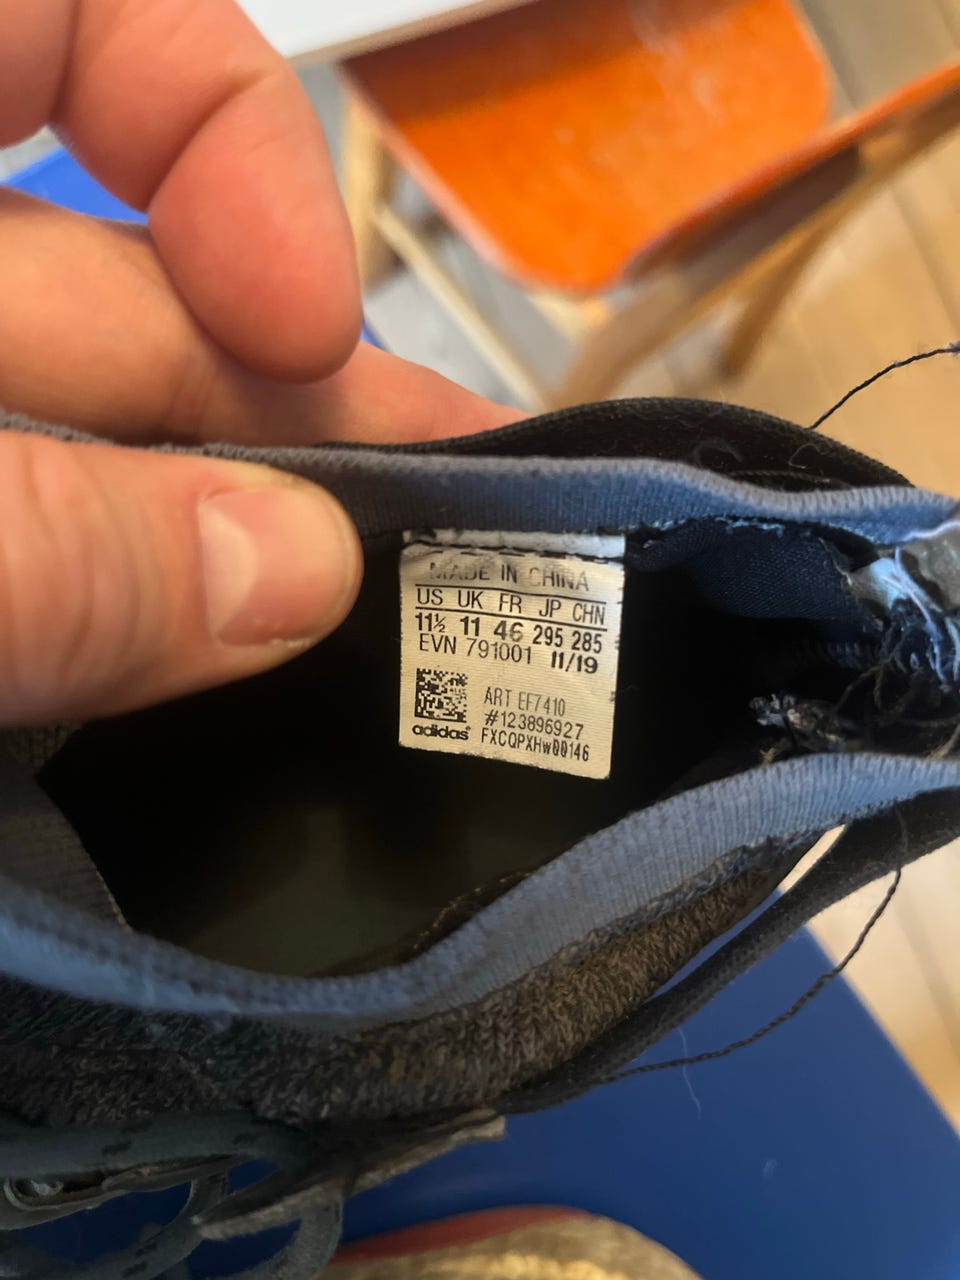 MADE IN CHINA
US UK FR JP CHN
11½ 11 46 295 285
EVN 791001 11/19
ART EF7410
#123896927
adidas FXCQPXHW00146